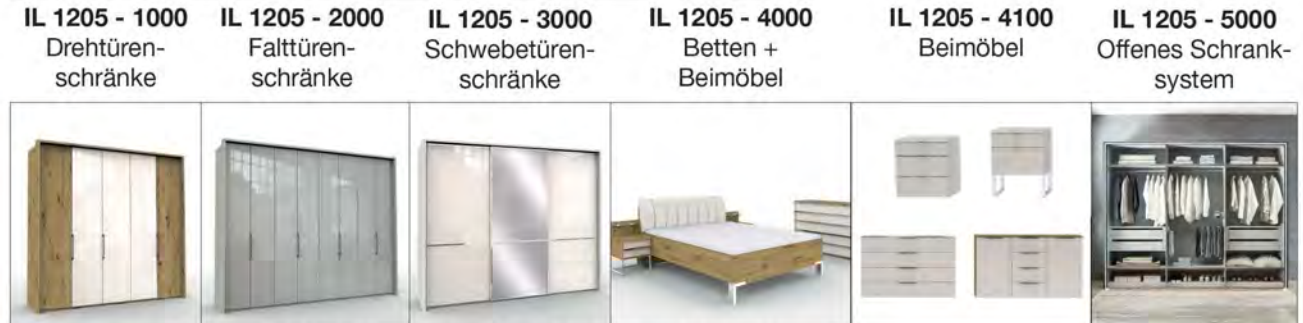 IL 1205 - 1000
Drehtüren-
schränke
IL 1205 - 2000
Falttüren-
schränke
IL 1205 - 3000
Schwebetüren-
schränke
IL 1205 - 4000
Betten +
Beimöbel
IL 1205 - 4100
Beimöbel
IL 1205 - 5000
Offenes Schrank-
system